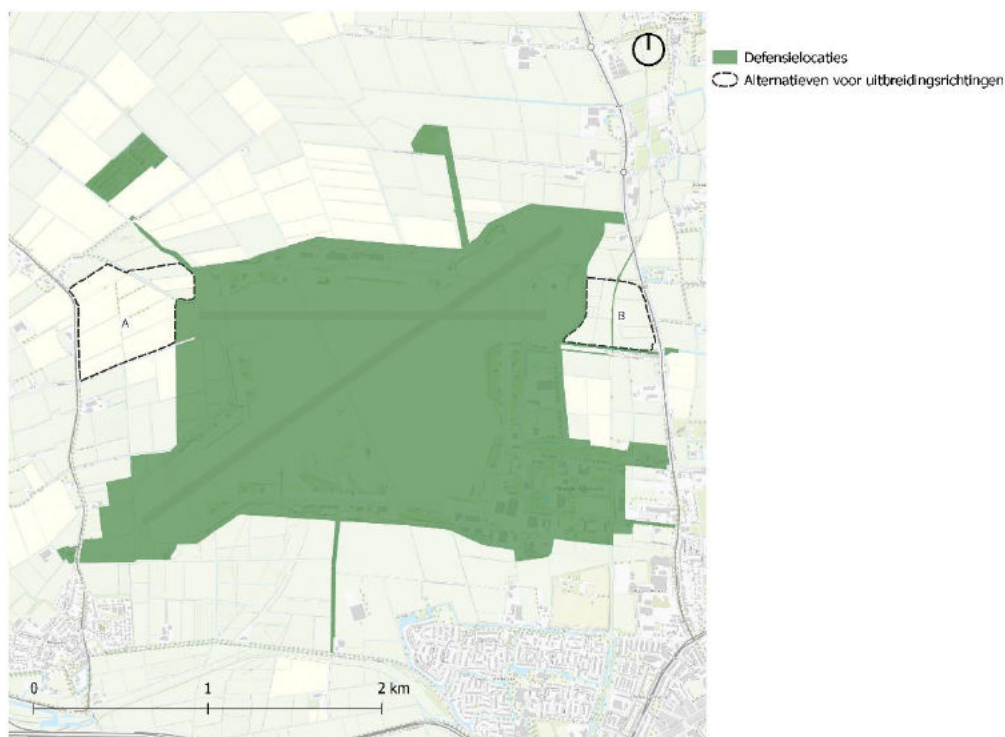 Defensielocaties
Alternatieven voor uitbreidingsrichtingen
A
B
0 1 2 km